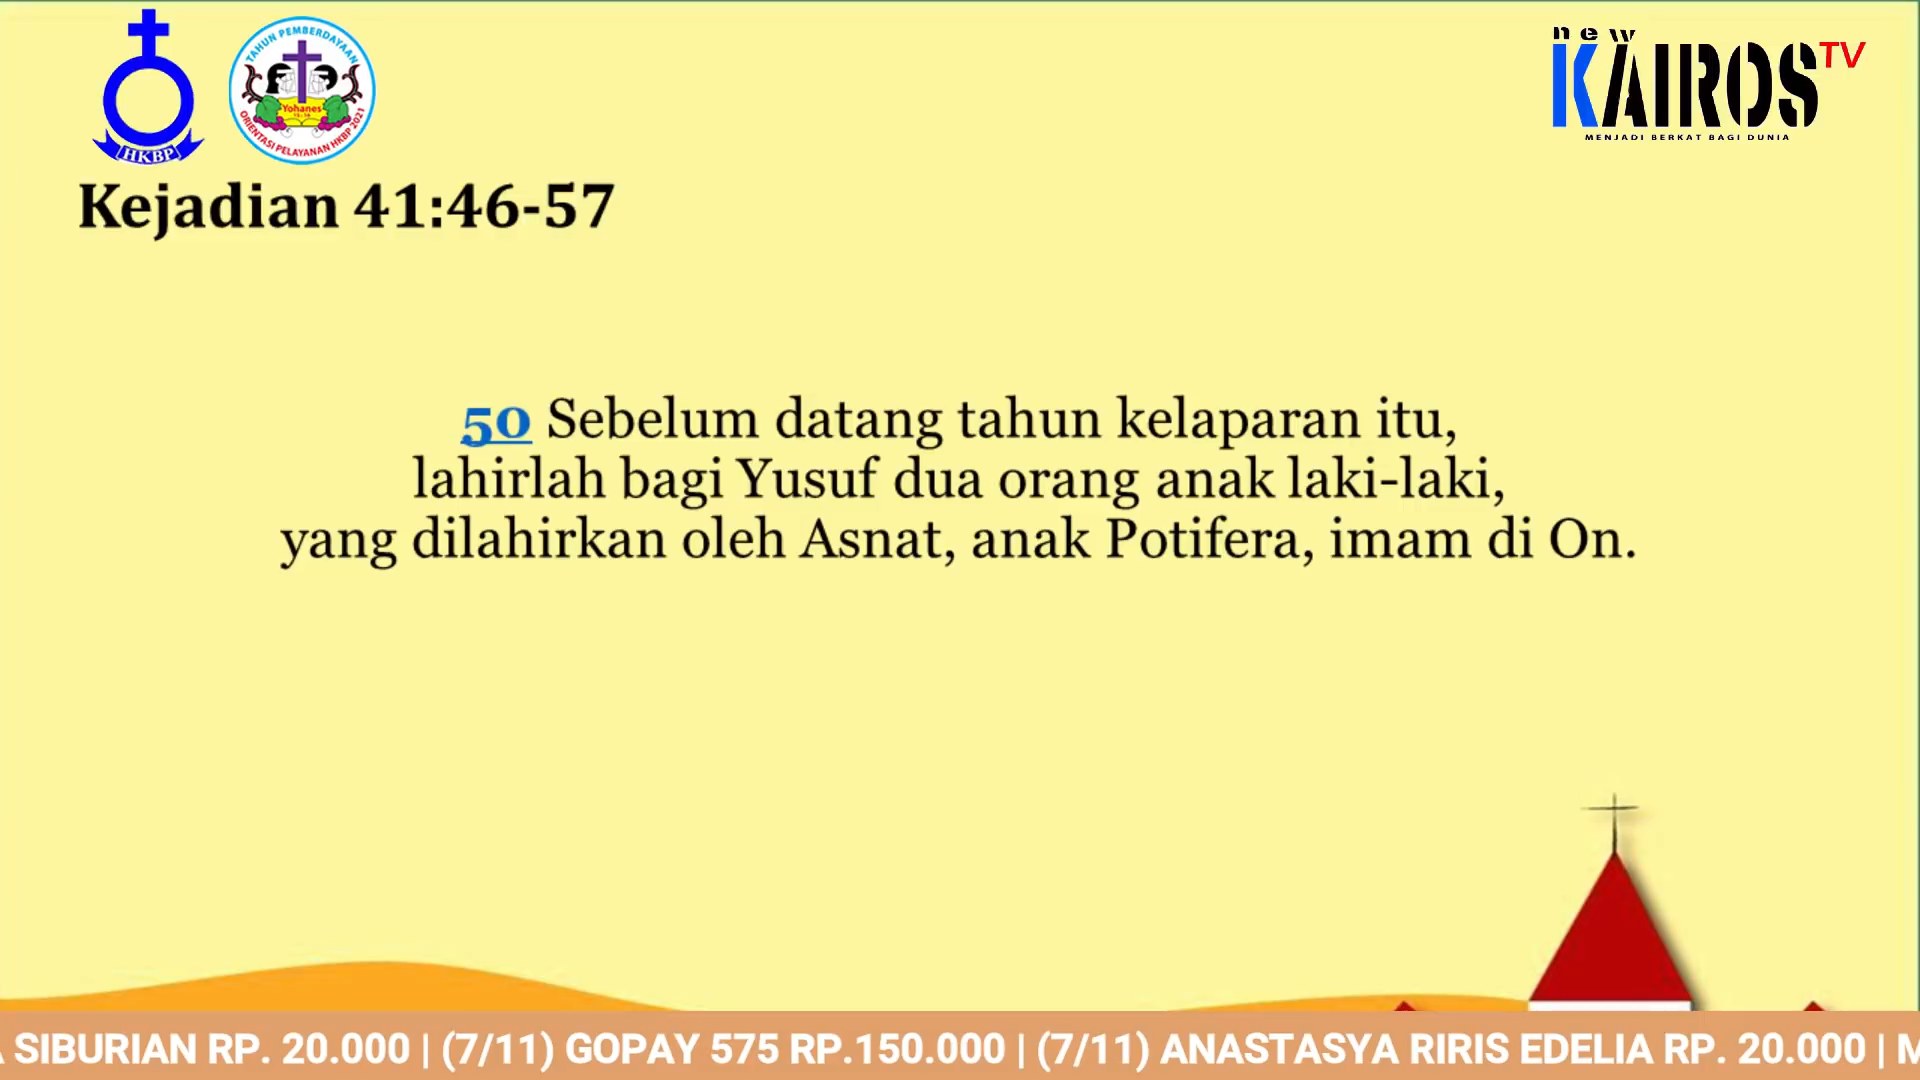 HKBP
TAHUN PEMBERDAYAAN
Yohanes
ORIENTASI PELAYANAN HKBP 2021
new
KAIROS TV
MENJADI BERKAT BAGI DUNIA
Kejadian 41:46-57
50 Sebelum datang tahun kelaparan itu,
lahirlah bagi Yusuf dua orang anak laki-laki,
yang dilahirkan oleh Asnat, anak Potifera, imam di On.
A SIBURIAN RP. 20.000 | (7/11) GOPAY 575 RP.150.000 | (7/11) ANASTASYA RIRIS EDELIA RP. 20.000 | M